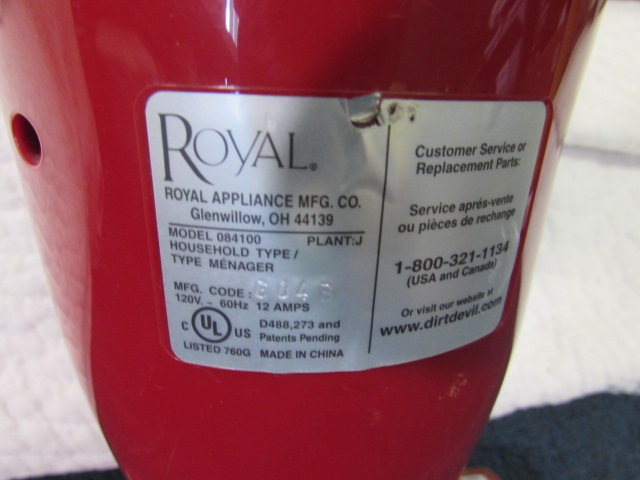 ROYAL®
ROYAL APPLIANCE MFG. CO.
Glenwillow, OH 44139
MODEL 084100 PLANT:J
HOUSEHOLD TYPE/
TYPE MÉNAGER
MFG. CODE:
120V. ~ 60Hz 12 AMPS
C UL US
D488,273 and
Patents Pending
LISTED 760G MADE IN CHINA
Customer Service or
Replacement Parts:
Service aprés-vente
ou pièces de rechange
1-800-321-1134
(USA and Canada)
Or visit our website at
www.dirtdevil.com